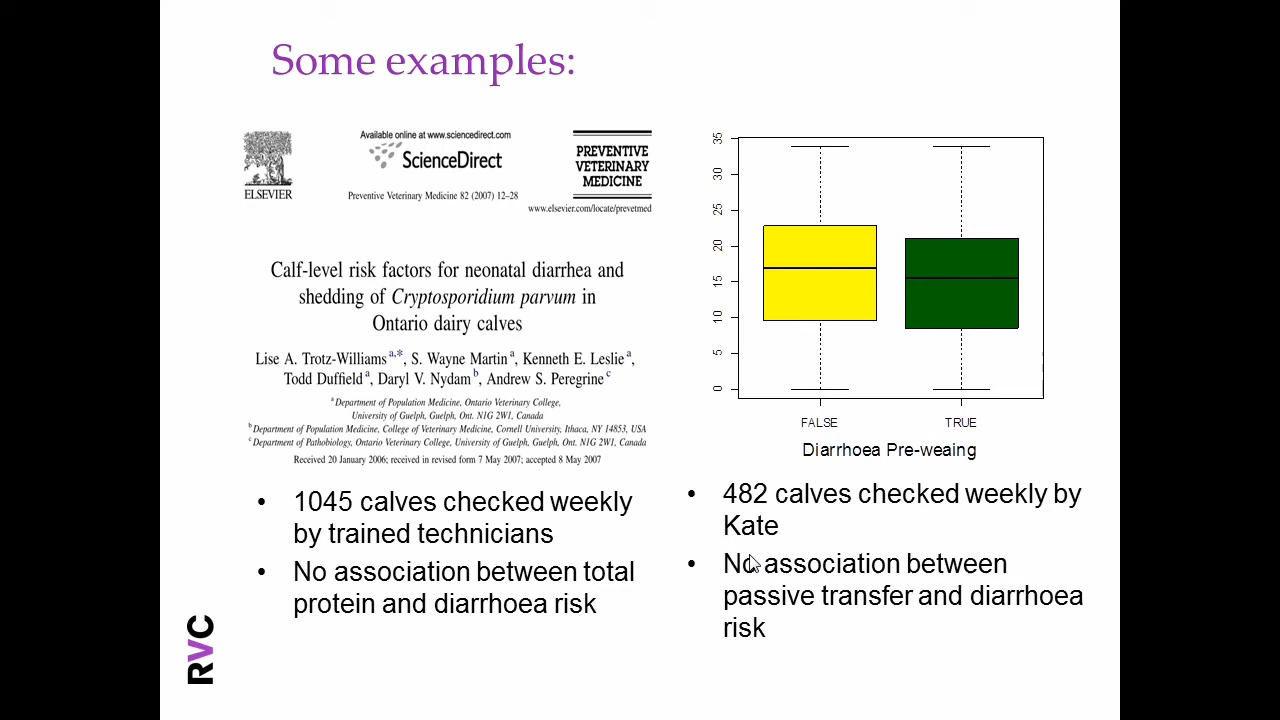 Some examples:
ELSEVIER
Available online at www.sciencedirect.com
ScienceDirect
Preventive Veterinary Medicine 82 (2007) 12–28
PREVENTIVE
VETERINARY
MEDICINE
www.elsevier.com/locate/prevetmed
Calf-level risk factors for neonatal diarrhea and
shedding of Cryptosporidium parvum in
Ontario dairy calves
Lise A. Trotz-Williams a,*, S. Wayne Martin a, Kenneth E. Leslie a,
Todd Duffield a, Daryl V. Nydam b, Andrew S. Peregrine c
a Department of Population Medicine, Ontario Veterinary College,
University of Guelph, Guelph, Ont. N1G 2W1, Canada
b Department of Population Medicine, College of Veterinary Medicine, Cornell University, Ithaca, NY 14853, USA
c Department of Pathobiology, Ontario Veterinary College, University of Guelph, Guelph, Ont. N1G 2W1, Canada
Received 20 January 2006; received in revised form 7 May 2007; accepted 8 May 2007
• 1045 calves checked weekly
by trained technicians
• No association between total
protein and diarrhoea risk
35
30
25
20
15
10
5
0
FALSE
TRUE
Diarrhoea Pre-weaing
• 482 calves checked weekly by
Kate
• No association between
passive transfer and diarrhoea
risk
RVC